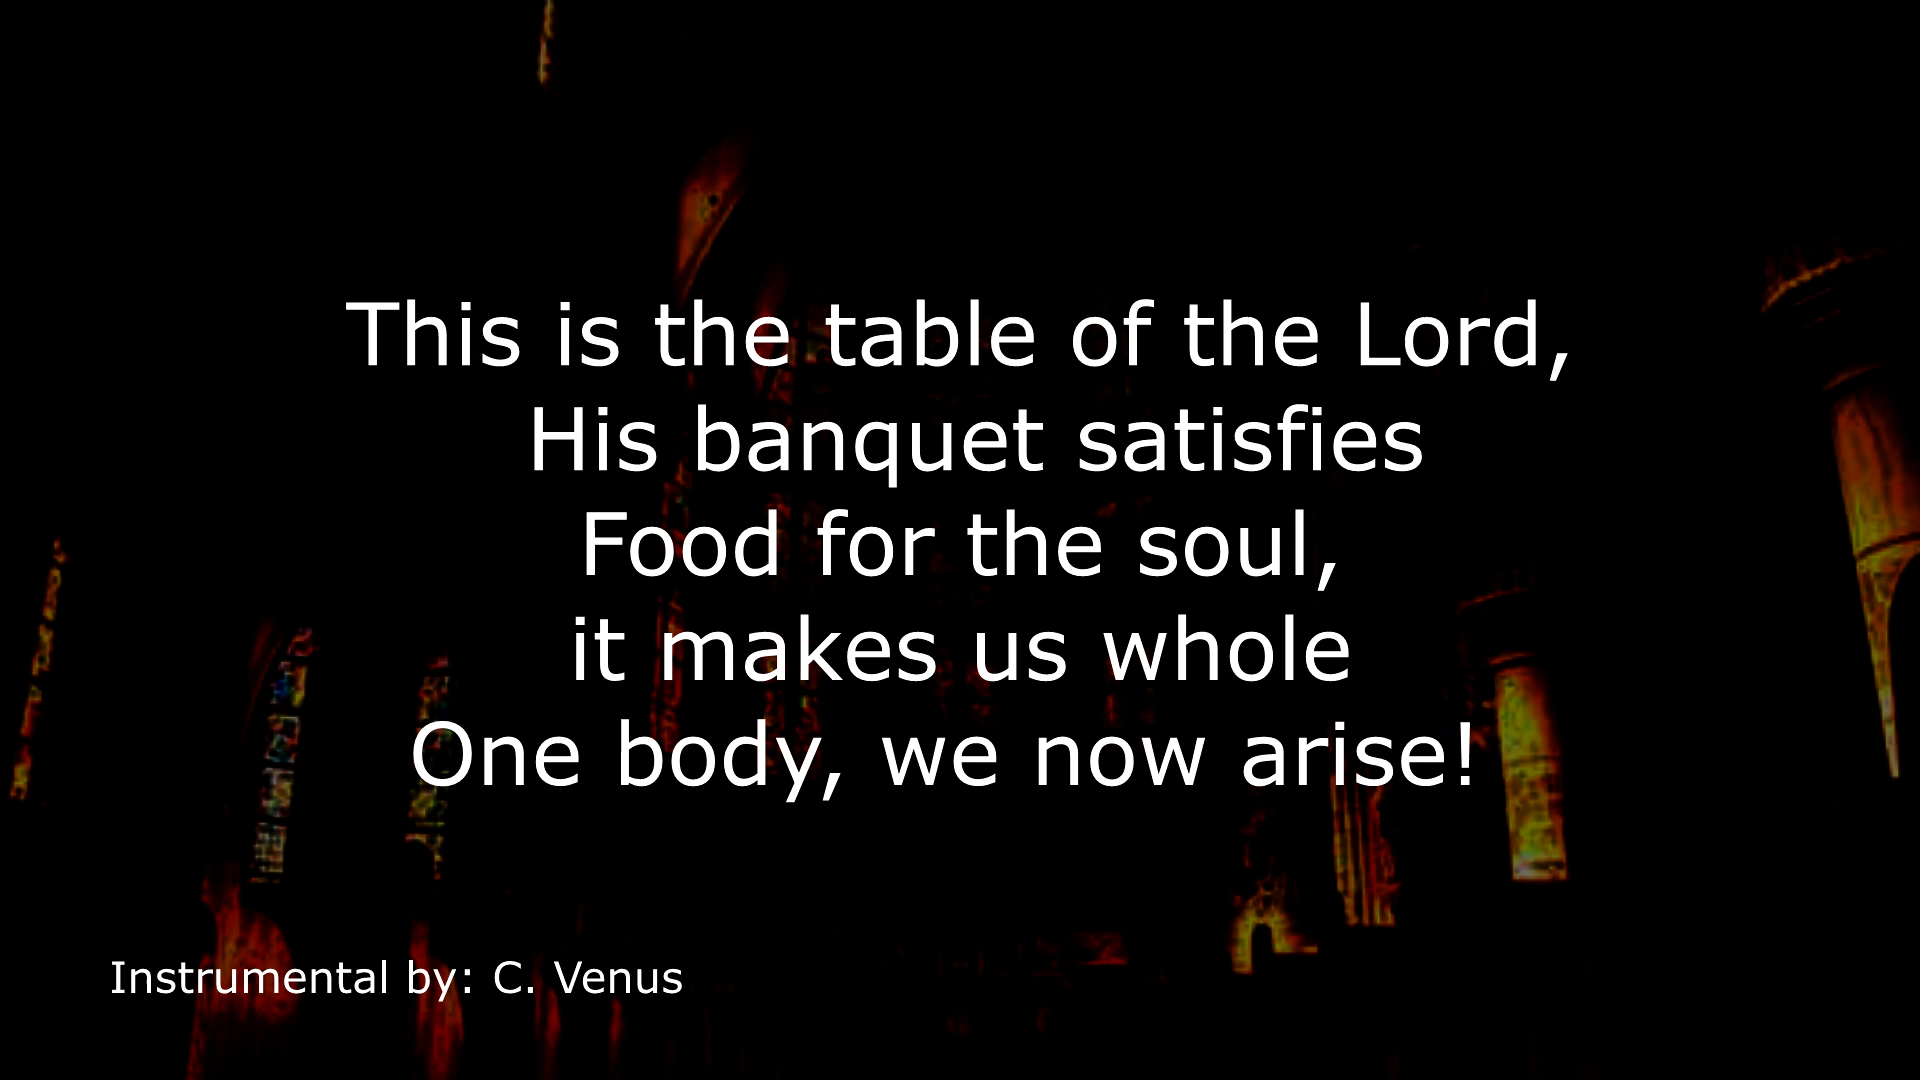 This is the table of the Lord,
His banquet satisfies
Food for the soul,
it makes us whole
One body, we now arise!
Instrumental by: C. Venus